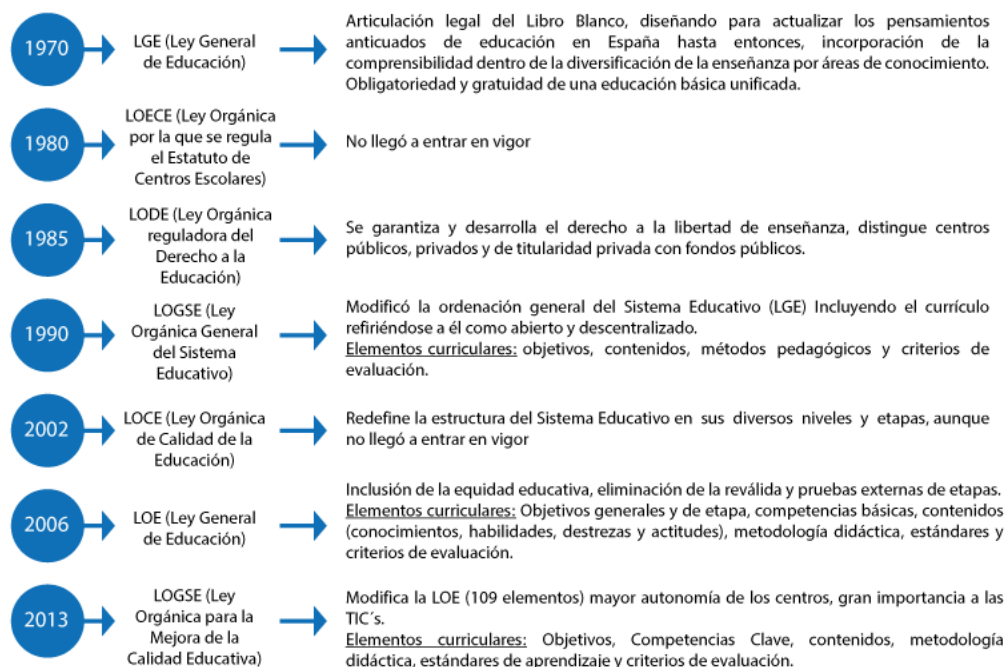 1970
LGE (Ley General
de Educación)
Articulación legal del Libro Blanco, diseñando para actualizar los pensamientos
anticuados de educación en España hasta entonces, incorporación de la
comprensibilidad dentro de la diversificación de la enseñanza por áreas de conocimiento.
Obligatoriedad y gratuidad de una educación básica unificada.
1980
LOECE (Ley Orgánica
por la que se regula
el Estatuto de
Centros Escolares)
No llegó a entrar en vigor
1985
LODE (Ley Orgánica
reguladora del
Derecho a la
Educación)
Se garantiza y desarrolla el derecho a la libertad de enseñanza, distingue centros
públicos, privados y de titularidad privada con fondos públicos.
1990
LOGSE (Ley
Orgánica General
del Sistema
Educativo)
Modificó la ordenación general del Sistema Educativo (LGE) Incluyendo el currículo
refiriéndose a él como abierto y descentralizado.
Elementos curriculares: objetivos, contenidos, métodos pedagógicos y criterios de
evaluación.
2002
LOCE (Ley Orgánica
de Calidad de la
Educación)
Redefine la estructura del Sistema Educativo en sus diversos niveles y etapas, aunque
no llegó a entrar en vigor
2006
LOE (Ley General
de Educación)
Inclusión de la equidad educativa, eliminación de la reválida y pruebas externas de etapas.
Elementos curriculares: Objetivos generales y de etapa, competencias básicas, contenidos
(conocimientos, habilidades, destrezas y actitudes), metodología didáctica, estándares y
criterios de evaluación.
2013
LOGSE (Ley
Orgánica para la
Mejora de la
Calidad Educativa)
Modifica la LOE (109 elementos) mayor autonomía de los centros, gran importancia a las
TIC´s.
Elementos curriculares: Objetivos, Competencias Clave, contenidos, metodología
didáctica, estándares de aprendizaje y criterios de evaluación.